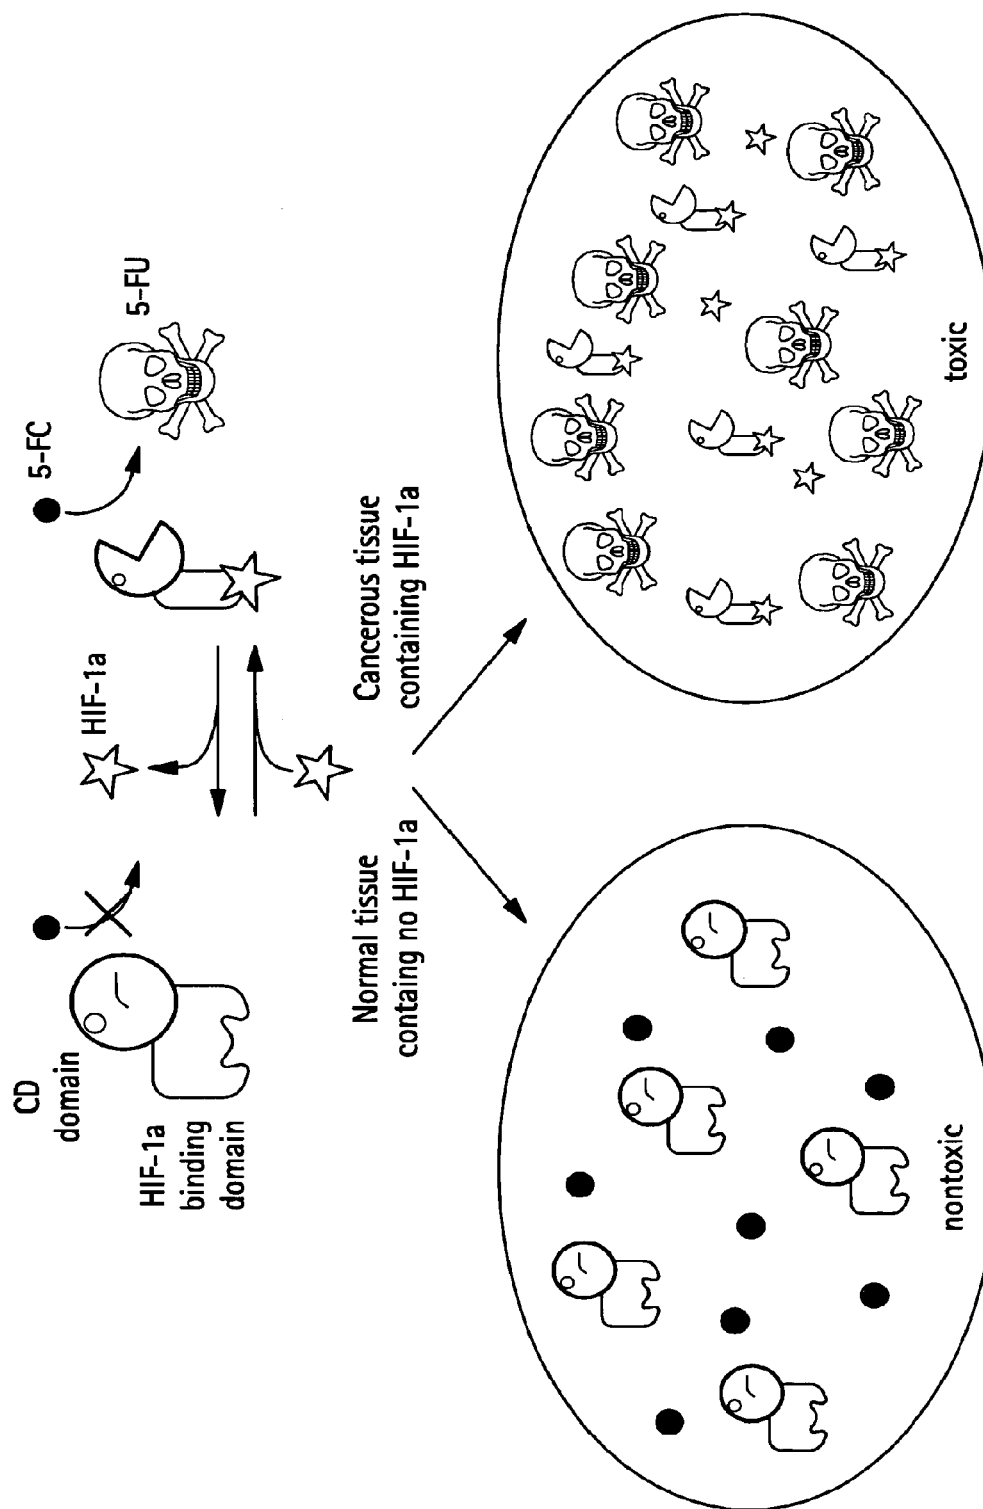 CD
domain
HIF-1a
binding
domain
HIF-1a
5-FC
5-FU
Normal tissue
containg no HIF-1a
Cancerous tissue
containing HIF-1a
nontoxic
toxic